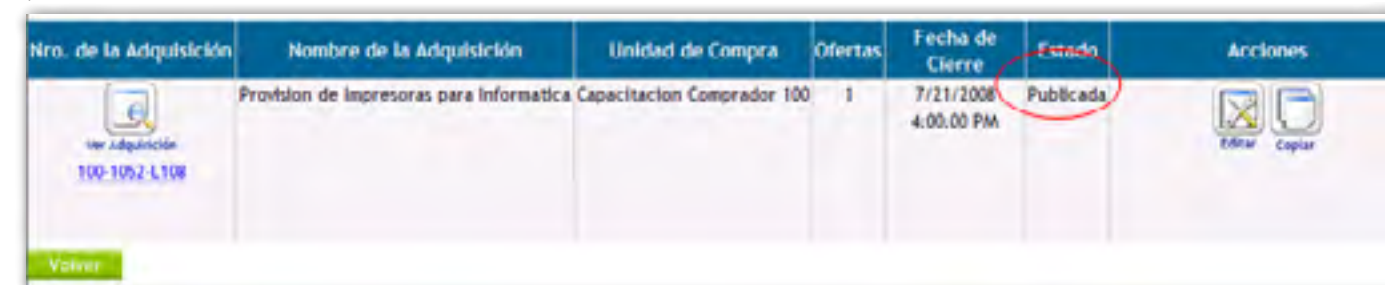 Nro. de la Adquisición Nombre de la Adquisición Unidad de Compra Ofertas Fecha de Cierre Estado Acciones
Provision de Impresoras para Informatica Capacitacion Comprador 100 1 7/21/2008 Publicada
4:00.00 PM
Ver Adquisición Editar Copiar
100-1052-L108
Volver